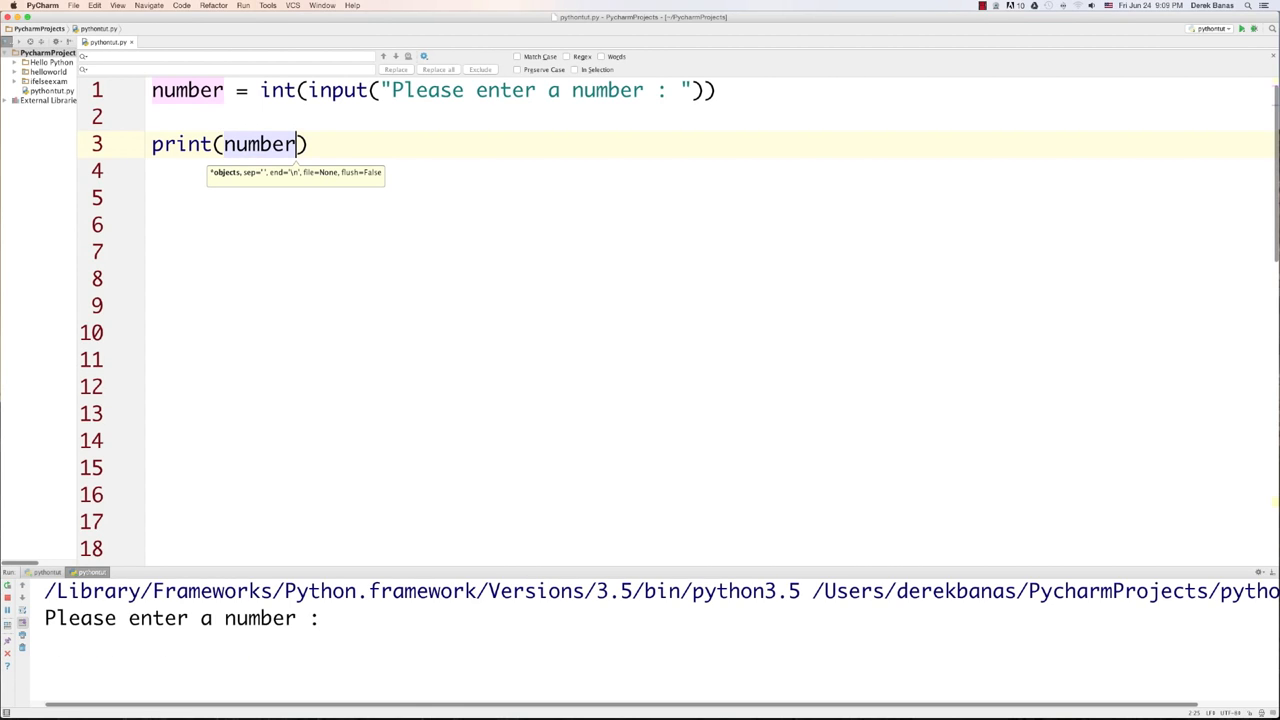 PyCharm File Edit View Navigate Code Refactor Run Tools VCS Window Help 10 Fri Jun 24 9:09 PM Derek Banas
pythontut.py - PycharmProjects - [~/PycharmProjects]
PycharmProjects pythontut.py pythontut
pythontut.py
PycharmProject
Hello Python
helloworld
ifelseexam
pythontut.py
External Librarie
Match Case Regex Words
Replace Replace all Exclude Preserve Case In Selection
1 number = int(input("Please enter a number : "))
2
3 print(number)
*objects, sep=' ', end='\n', file=None, flush=False
4
5
6
7
8
9
10
11
12
13
14
15
16
17
18
Run: pythontut pythontut
/Library/Frameworks/Python.framework/Versions/3.5/bin/python3.5 /Users/derekbanas/PycharmProjects/pytho
Please enter a number :
2:25 LF÷ UTF-8÷